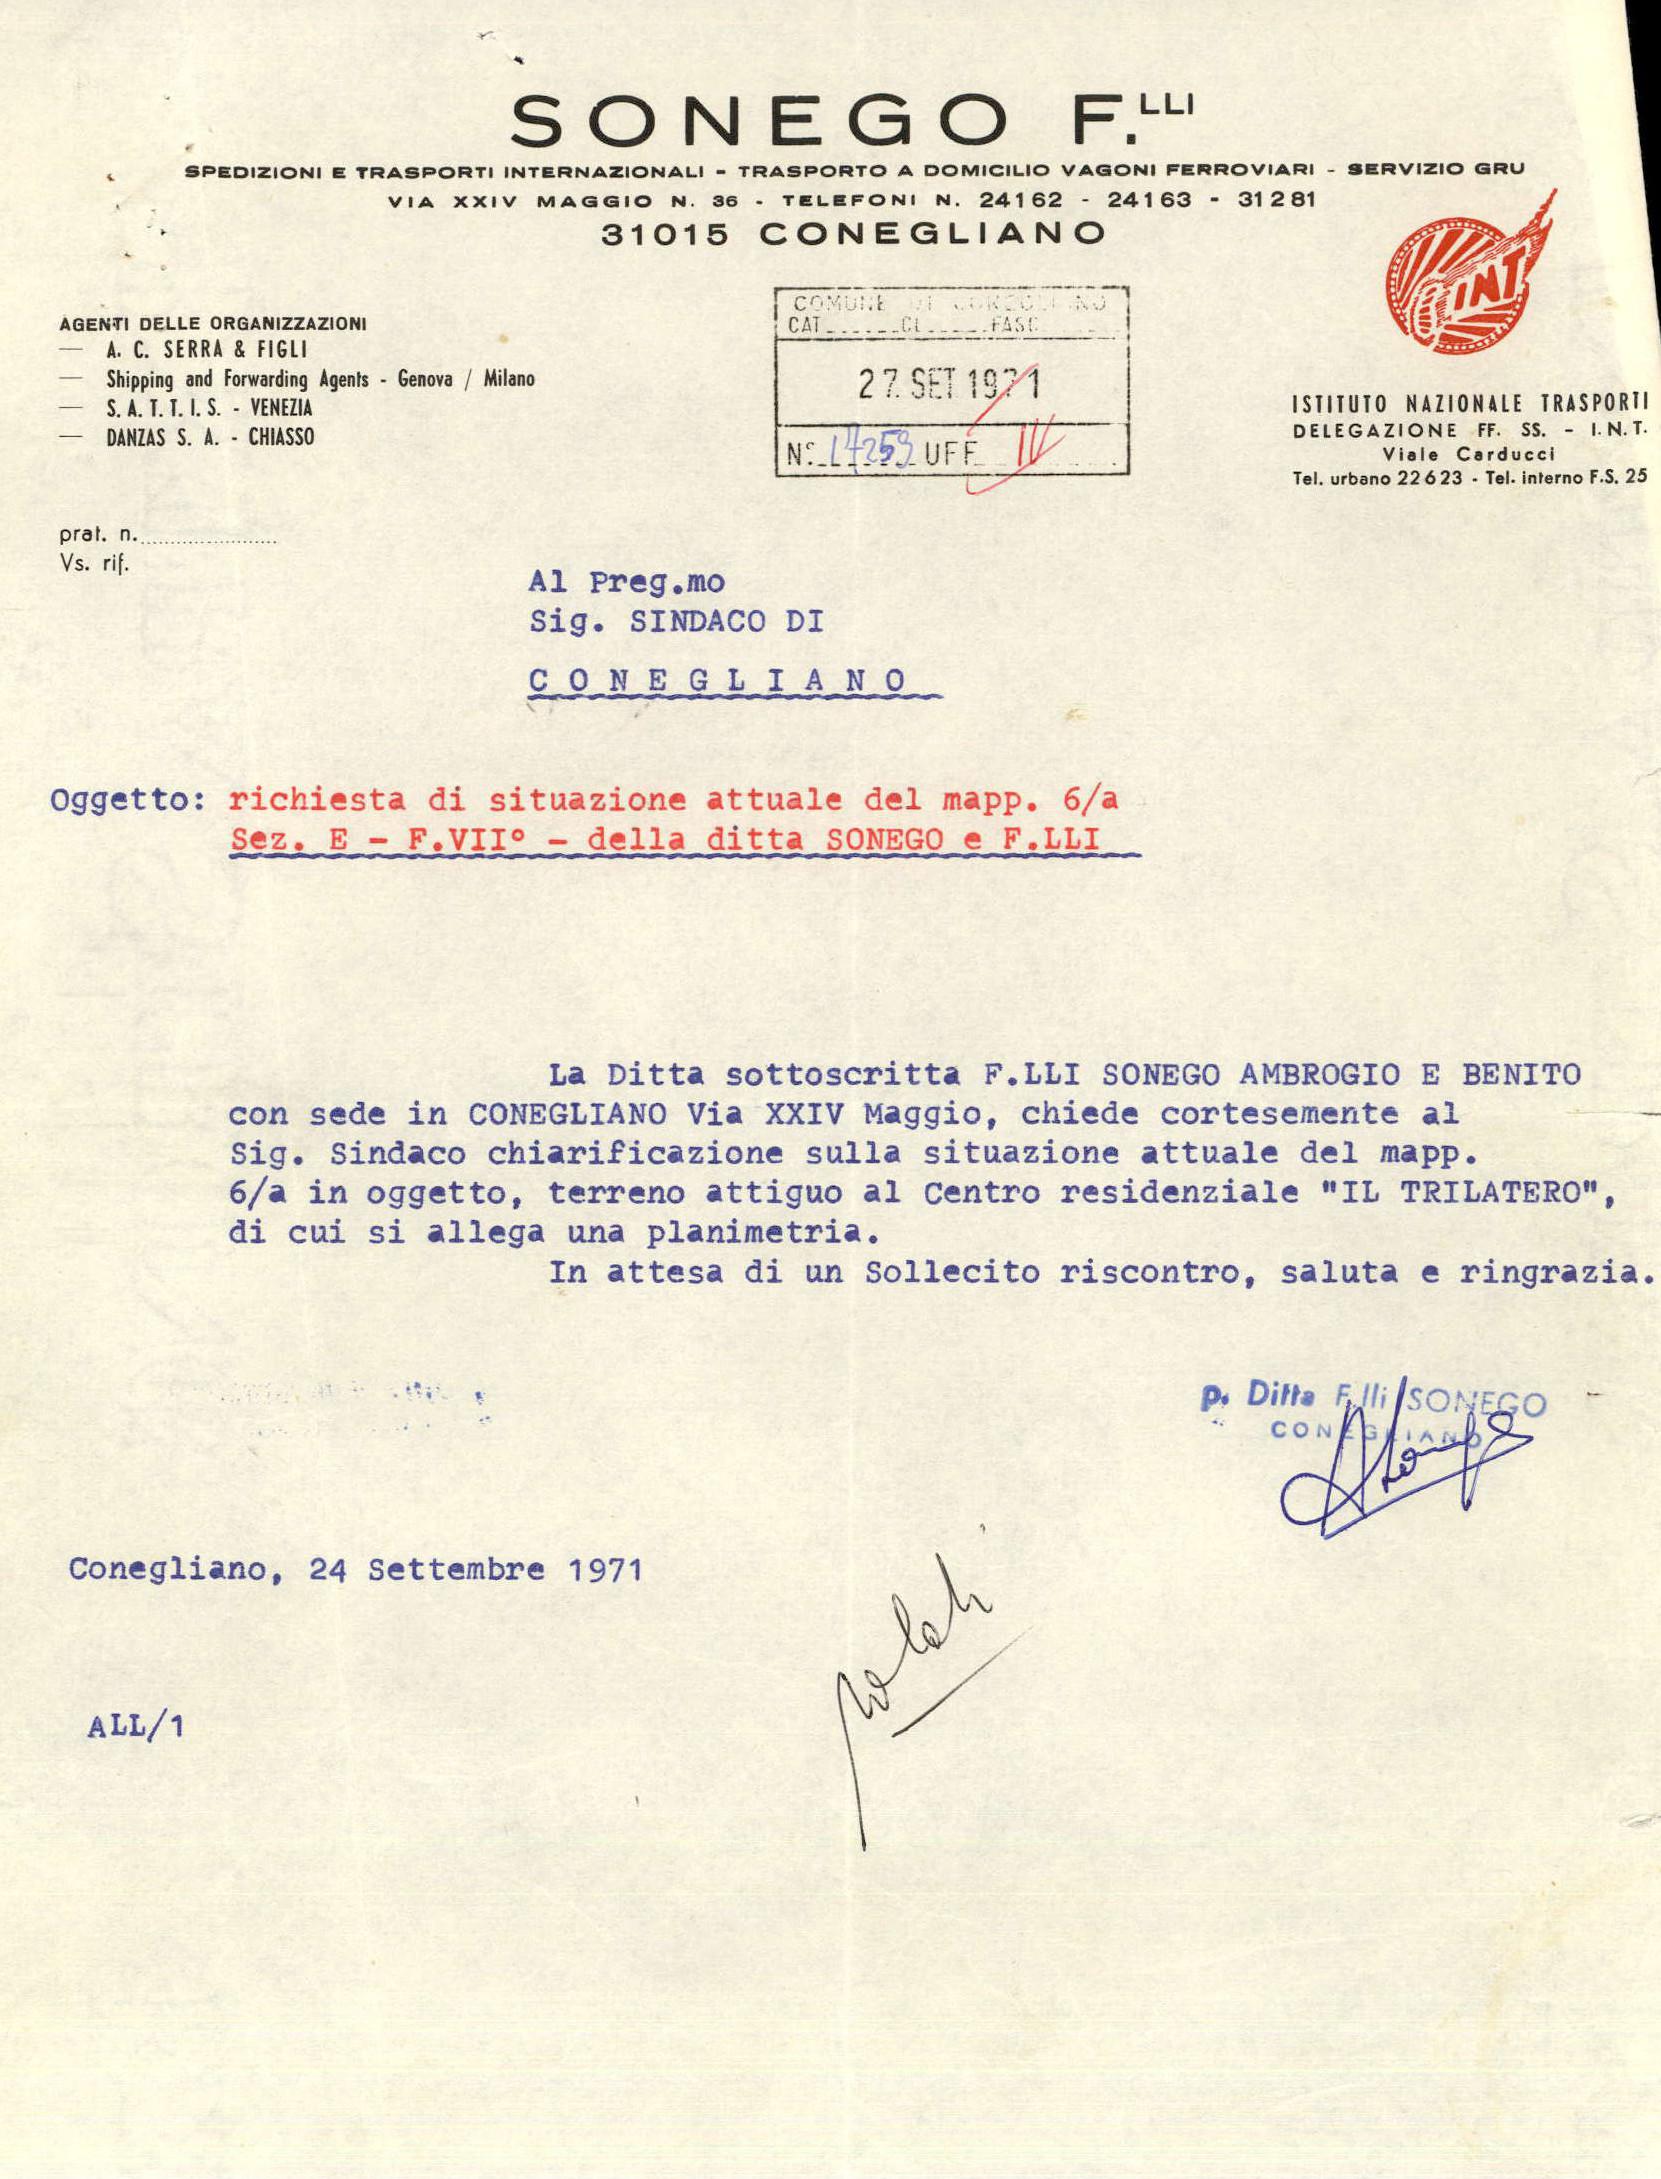 SONEGO F.LLI
SPEDIZIONI E TRASPORTI INTERNAZIONALI - TRASPORTO A DOMICILIO VAGONI FERROVIARI - SERVIZIO GRU
VIA XXIV MAGGIO N. 36 - TELEFONI N. 24162 - 24163 - 31281
31015 CONEGLIANO
AGENTI DELLE ORGANIZZAZIONI
— A. C. SERRA & FIGLI
— Shipping and Forwarding Agents - Genova / Milano
— S. A. T. T. I. S. - VENEZIA
— DANZAS S. A. - CHIASSO
COMUNE DI CONEGLIANO
CAT. CL. FASC.
27. SET 1971
N° 17259 UFF. IV
INT
ISTITUTO NAZIONALE TRASPORTI
DELEGAZIONE FF. SS. - I.N.T.
Viale Carducci
Tel. urbano 22623 - Tel. interno F.S. 25
prat. n.
Vs. rif.
Al Preg.mo
Sig. SINDACO DI
C O N E G L I A N O
Oggetto: richiesta di situazione attuale del mapp. 6/a
Sez. E - F.VII° - della ditta SONEGO e F.LLI
La Ditta sottoscritta F.LLI SONEGO AMBROGIO E BENITO
con sede in CONEGLIANO Via XXIV Maggio, chiede cortesemente al
Sig. Sindaco chiarificazione sulla situazione attuale del mapp.
6/a in oggetto, terreno attiguo al Centro residenziale "IL TRILATERO",
di cui si allega una planimetria.
In attesa di un Sollecito riscontro, saluta e ringrazia.
p. Ditta F.lli SONEGO
CONEGLIANO
Conegliano, 24 Settembre 1971
ALL/1